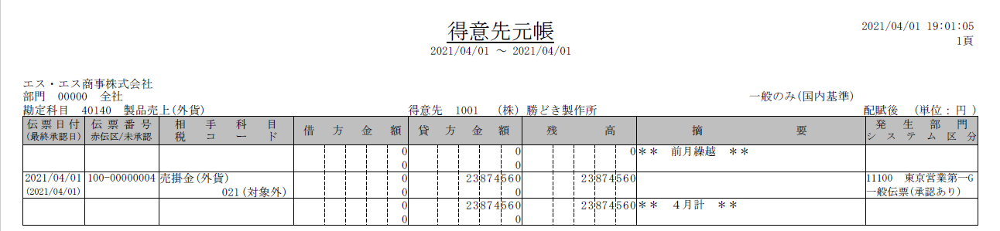 得意先元帳
2021/04/01 19:01:05
2021/04/01 ～ 2021/04/01
1頁
エス・エス商事株式会社
部門 00000 全社 一般のみ(国内基準)
勘定科目 40140 製品売上(外貨) 得意先 1001 (株) 勝どき製作所 配賦後 (単位: 円)
伝票日付 伝票番号 相手科目 借方金額 貸方金額 残高 摘要 発生部門
(最終承認日) 赤伝区/未承認 税コード システム区分
0 0 0 ** 前月繰越 **
0 0
2021/04/01 100-00000004 売掛金(外貨) 0 23874560 23874560 11100 東京営業第一G
(2021/04/01) 021(対象外) 0 0 一般伝票(承認あり)
0 23874560 23874560 ** 4月計 **
0 0